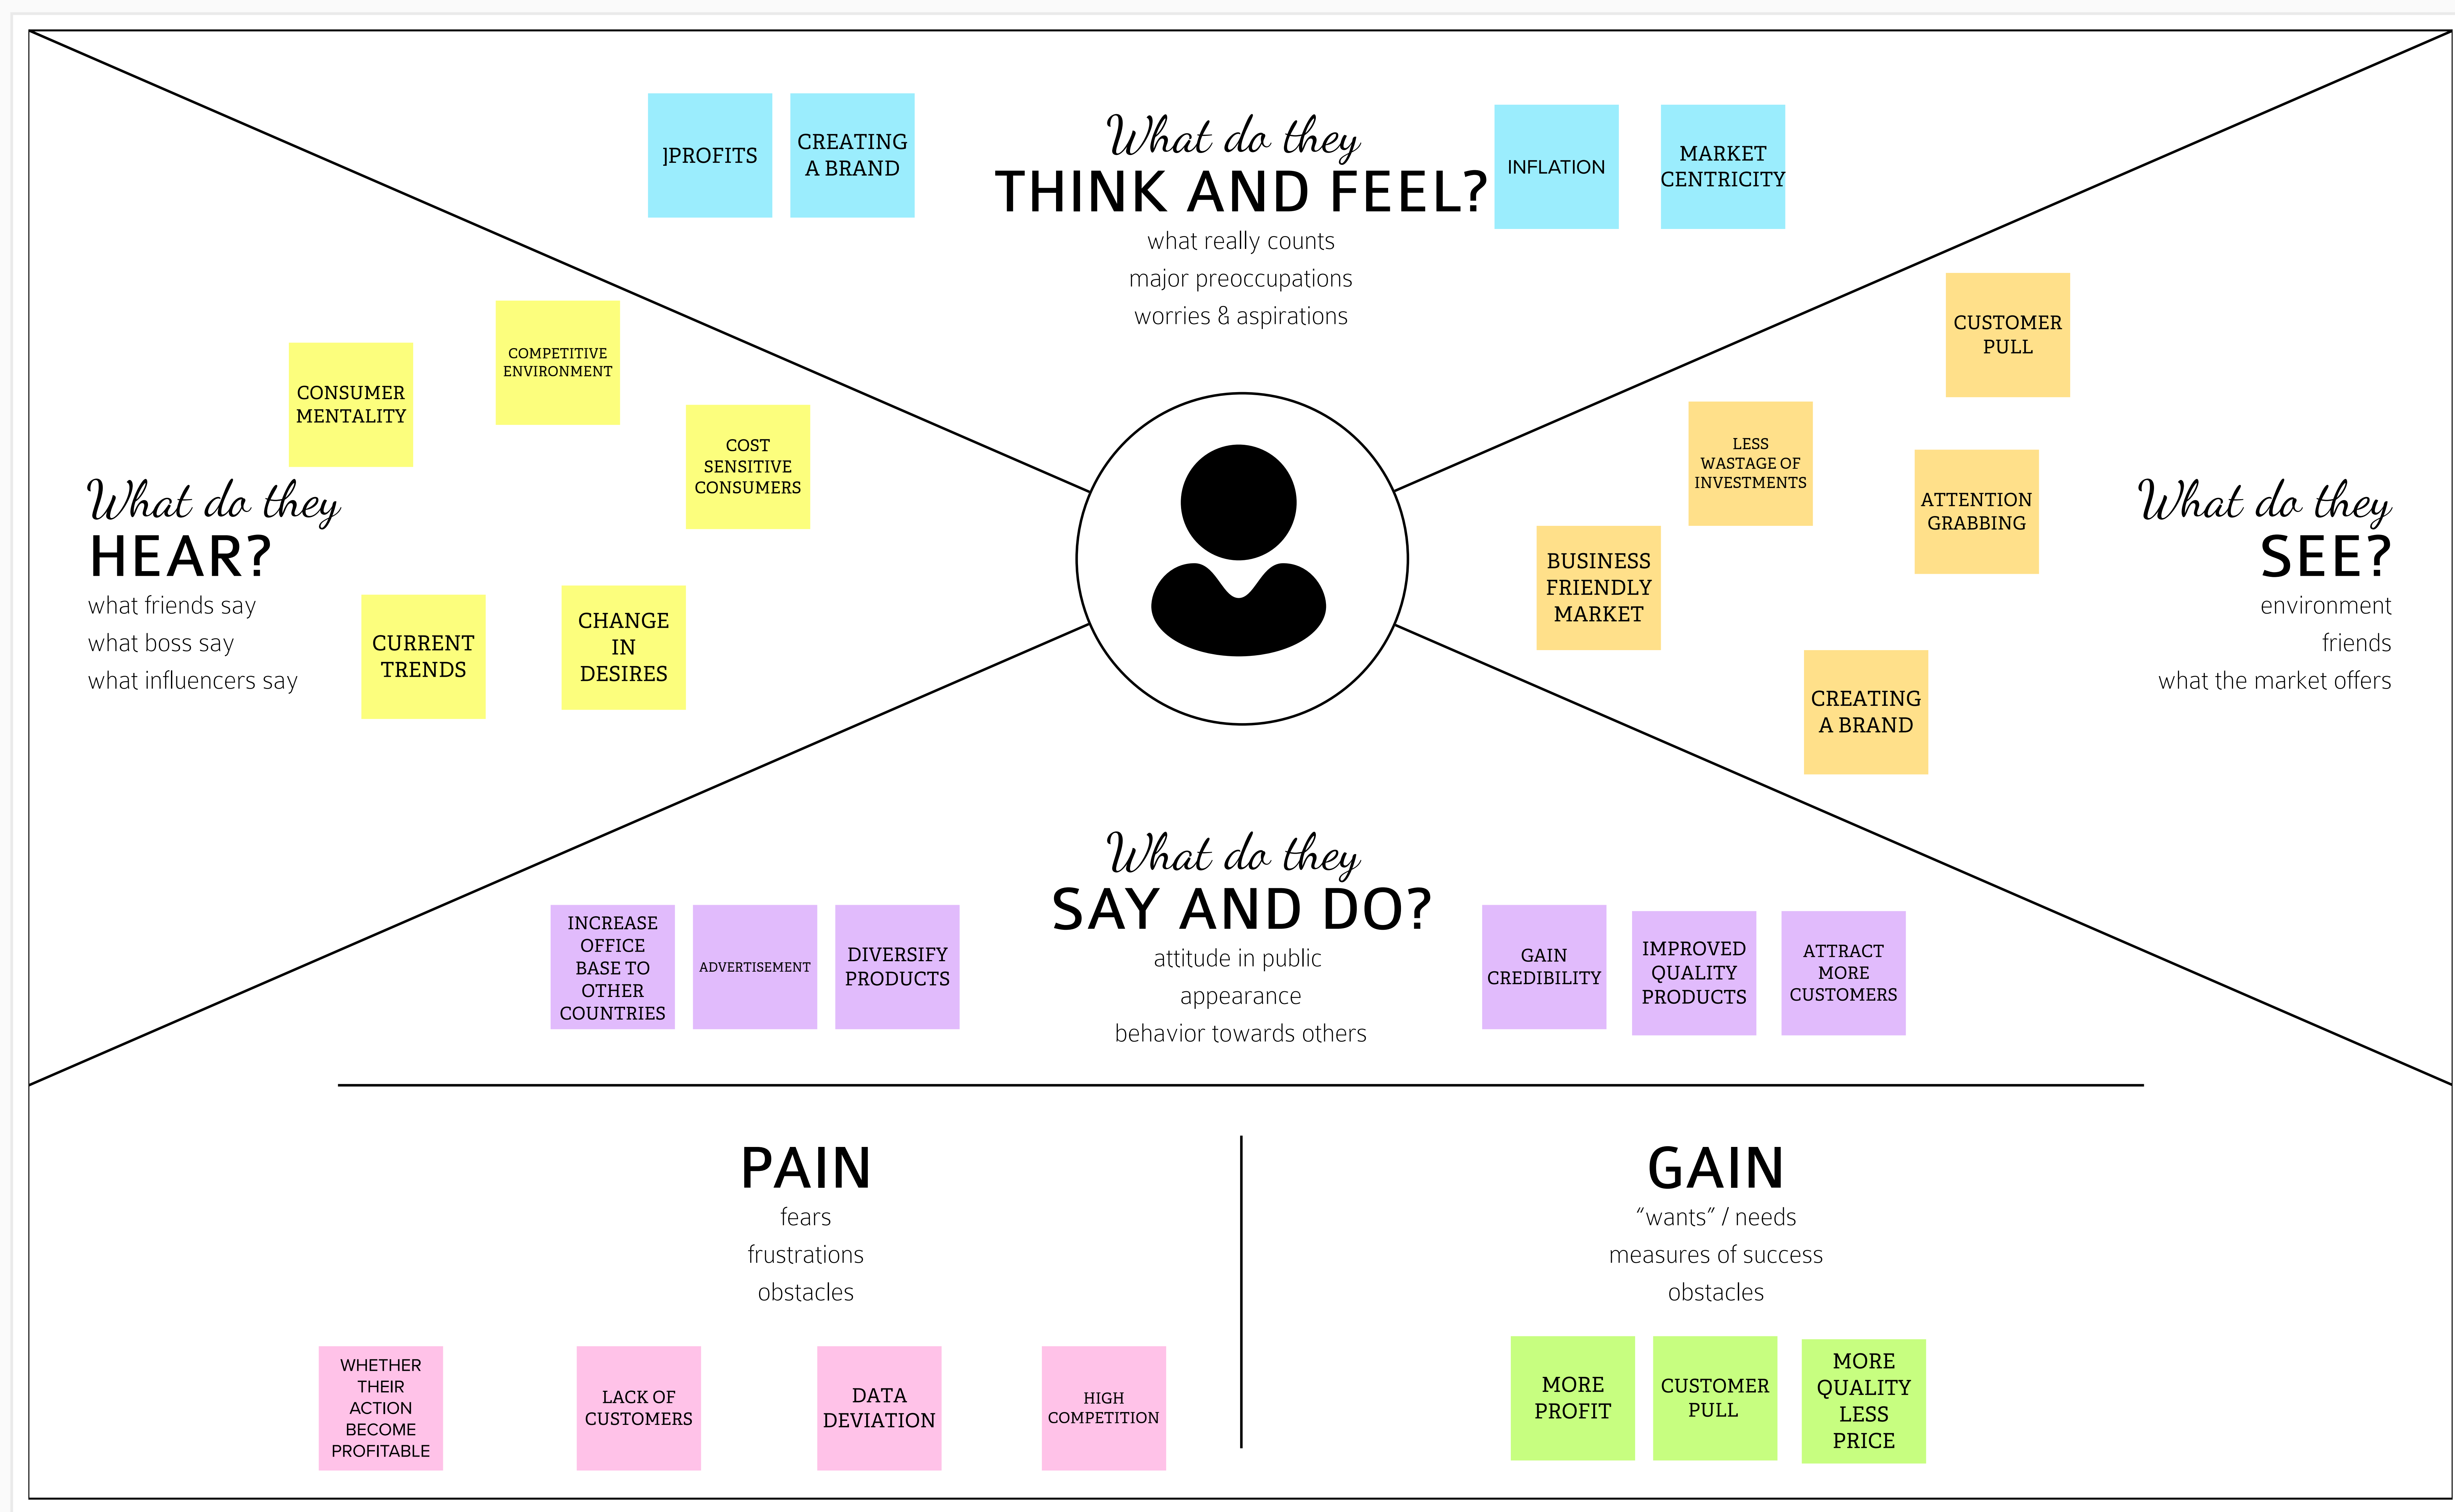 ]PROFITS
CREATING
A BRAND
What do they
THINK AND FEEL?
what really counts
major preoccupations
worries & aspirations
INFLATION
MARKET
CENTRICITY
CONSUMER
MENTALITY
COMPETITIVE
ENVIRONMENT
COST
SENSITIVE
CONSUMERS
What do they
HEAR?
what friends say
what boss say
what influencers say
CURRENT
TRENDS
CHANGE
IN
DESIRES
CUSTOMER
PULL
LESS
WASTAGE OF
INVESTMENTS
ATTENTION
GRABBING
BUSINESS
FRIENDLY
MARKET
CREATING
A BRAND
What do they
SEE?
environment
friends
what the market offers
What do they
SAY AND DO?
attitude in public
appearance
behavior towards others
INCREASE
OFFICE
BASE TO
OTHER
COUNTRIES
ADVERTISEMENT
DIVERSIFY
PRODUCTS
GAIN
CREDIBILITY
IMPROVED
QUALITY
PRODUCTS
ATTRACT
MORE
CUSTOMERS
PAIN
fears
frustrations
obstacles
WHETHER
THEIR
ACTION
BECOME
PROFITABLE
LACK OF
CUSTOMERS
DATA
DEVIATION
HIGH
COMPETITION
GAIN
“wants” / needs
measures of success
obstacles
MORE
PROFIT
CUSTOMER
PULL
MORE
QUALITY
LESS
PRICE